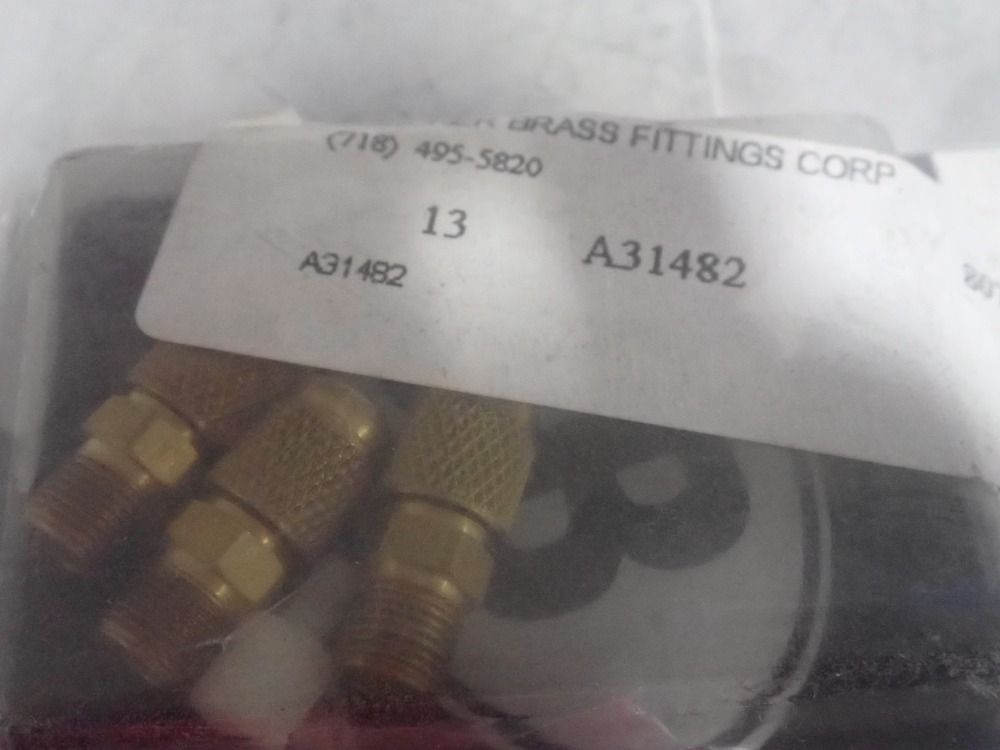 BRASS FITTINGS CORP
(718) 495-5820
13 A31482
A31482